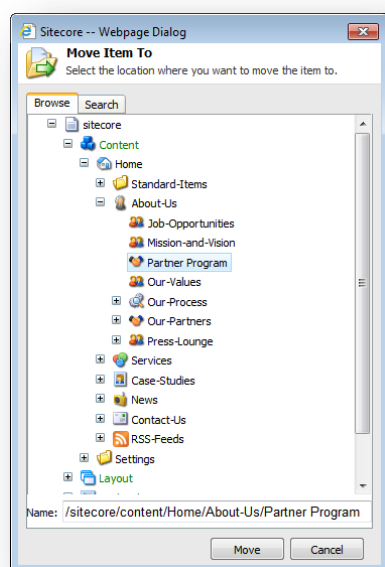 Sitecore -- Webpage Dialog
Move Item To
Select the location where you want to move the item to.
Browse
Search
sitecore
Content
Home
Standard-Items
About-Us
Job-Opportunities
Mission-and-Vision
Partner Program
Our-Values
Our-Process
Our-Partners
Press-Lounge
Services
Case-Studies
News
Contact-Us
RSS-Feeds
Settings
Layout
Name: /sitecore/content/Home/About-Us/Partner Program
Move
Cancel